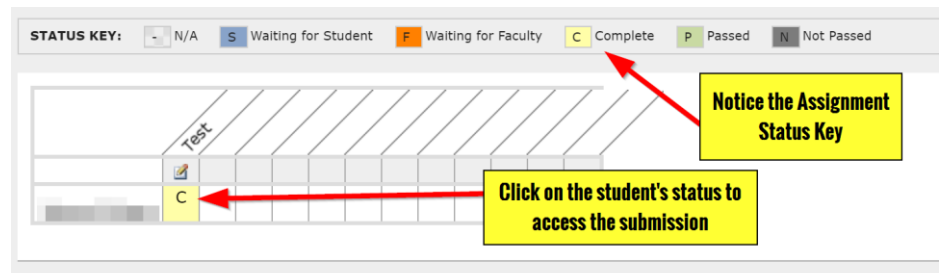 STATUS KEY: - N/A S Waiting for Student F Waiting for Faculty C Complete P Passed N Not Passed
Notice the Assignment
Status Key
Test
C
Click on the student's status to
access the submission